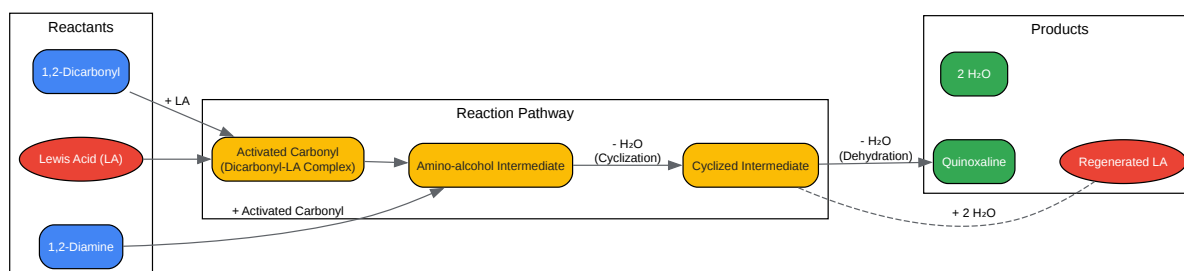 Reactants
1,2-Dicarbonyl
Lewis Acid (LA)
1,2-Diamine
+ LA
Reaction Pathway
Activated Carbonyl
(Dicarbonyl-LA Complex)
Amino-alcohol Intermediate
+ Activated Carbonyl
- H₂O
(Cyclization)
Cyclized Intermediate
- H₂O
(Dehydration)
+ 2 H₂O
Products
2 H₂O
Quinoxaline
Regenerated LA